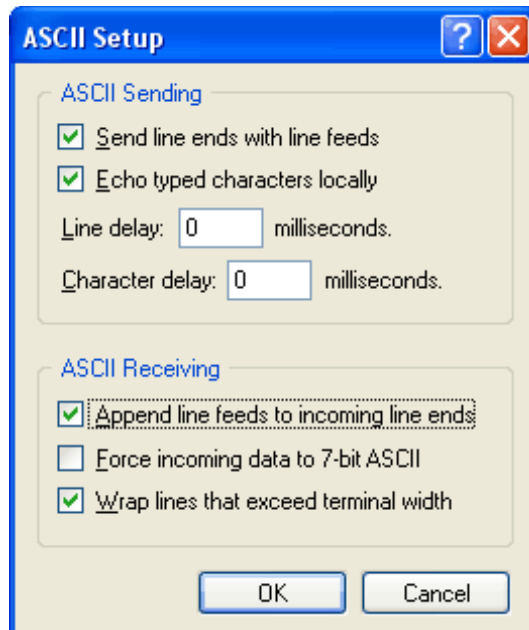 ASCII Setup
ASCII Sending
Send line ends with line feeds
Echo typed characters locally
Line delay: 0 milliseconds.
Character delay: 0 milliseconds.
ASCII Receiving
Append line feeds to incoming line ends
Force incoming data to 7-bit ASCII
Wrap lines that exceed terminal width
OK Cancel